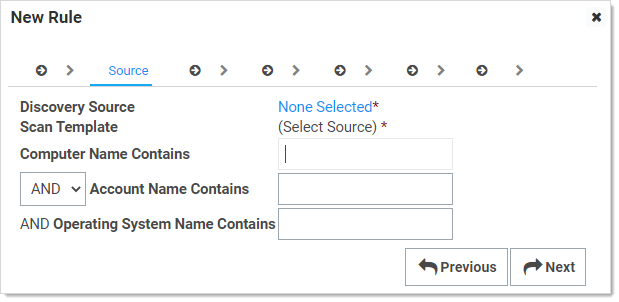 New Rule
Source
Discovery Source None Selected*
Scan Template (Select Source) *
Computer Name Contains
AND Account Name Contains
AND Operating System Name Contains
Previous Next